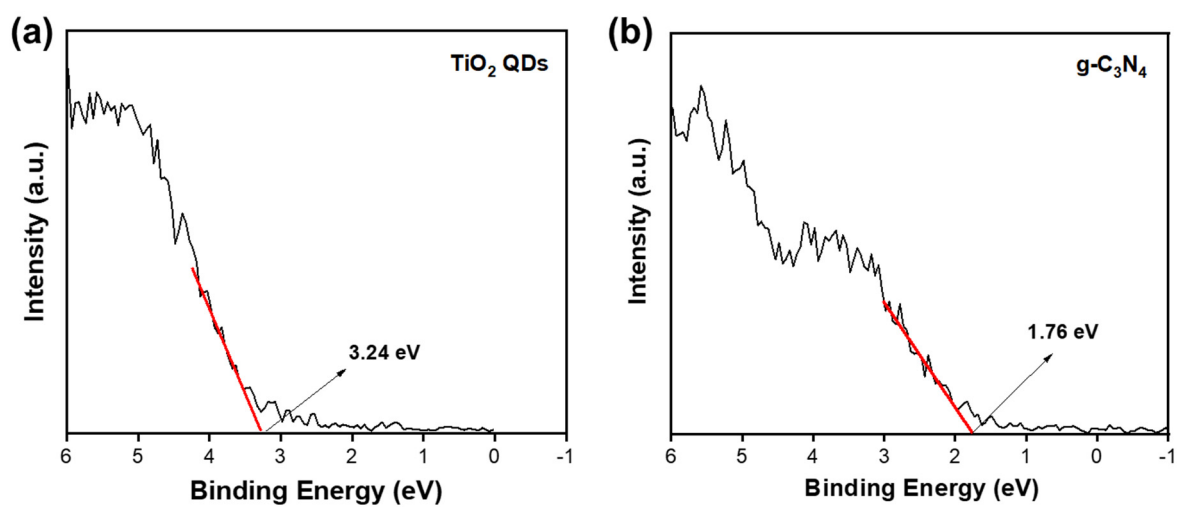 (a)
TiO₂ QDs
Intensity (a.u.)
3.24 eV
6 5 4 3 2 1 0 -1
Binding Energy (eV)
(b)
g-C₃N₄
Intensity (a.u.)
1.76 eV
6 5 4 3 2 1 0 -1
Binding Energy (eV)